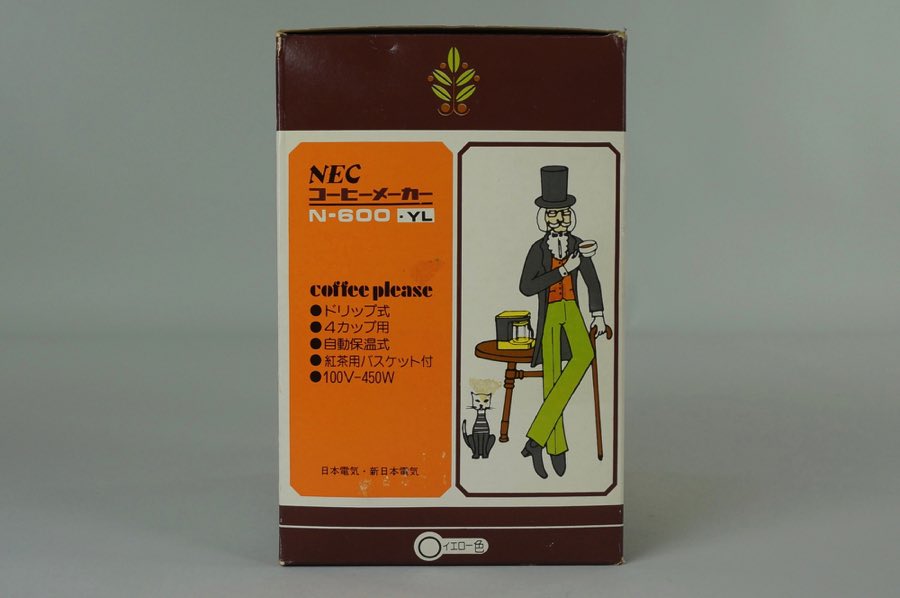 NEC
コーヒーメーカー
N-600 ・YL
coffee please
●ドリップ式
●4カップ用
●自動保温式
●紅茶用バスケット付
●100V-450W
日本電気・新日本電気
イエロー色